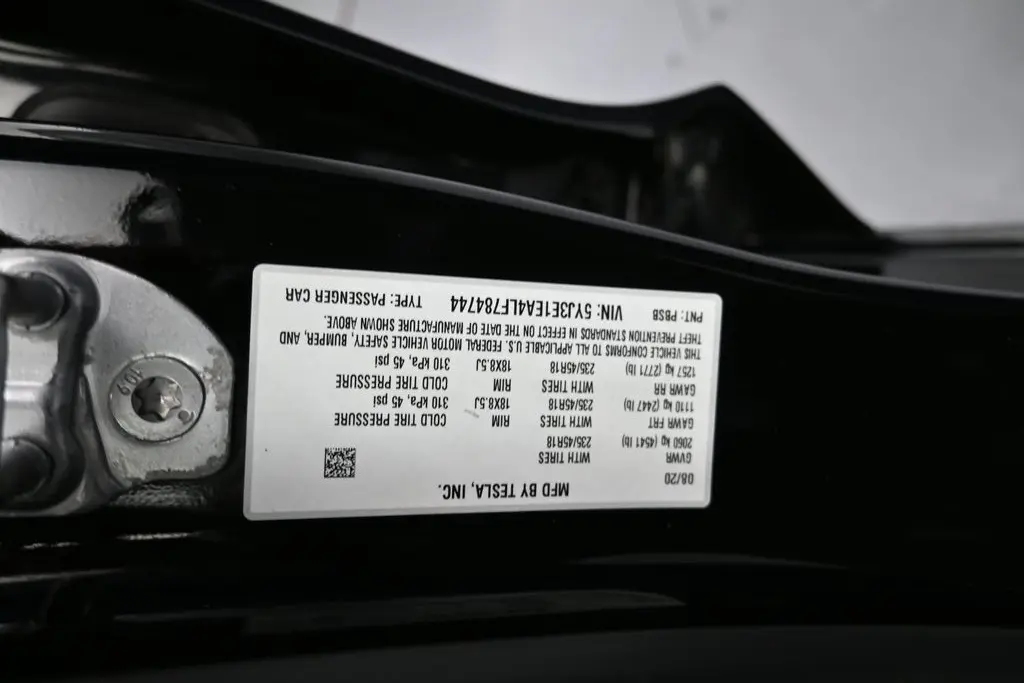 MFD BY TESLA, INC.
08/20
GVWR WITH TIRES
2060 kg (4541 lb) 235/45R18
GAWR FRT WITH TIRES RIM COLD TIRE PRESSURE
1110 kg (2447 lb) 235/45R18 18X8.5J 310 kPa, 45 psi
GAWR RR WITH TIRES RIM COLD TIRE PRESSURE
1257 kg (2771 lb) 235/45R18 18X8.5J 310 kPa, 45 psi
THIS VEHICLE CONFORMS TO ALL APPLICABLE U.S. FEDERAL MOTOR VEHICLE SAFETY, BUMPER, AND
THEFT PREVENTION STANDARDS IN EFFECT ON THE DATE OF MANUFACTURE SHOWN ABOVE.
PNT: PBSB VIN: 5YJ3E1EA4LF784744 TYPE: PASSENGER CAR
10.9